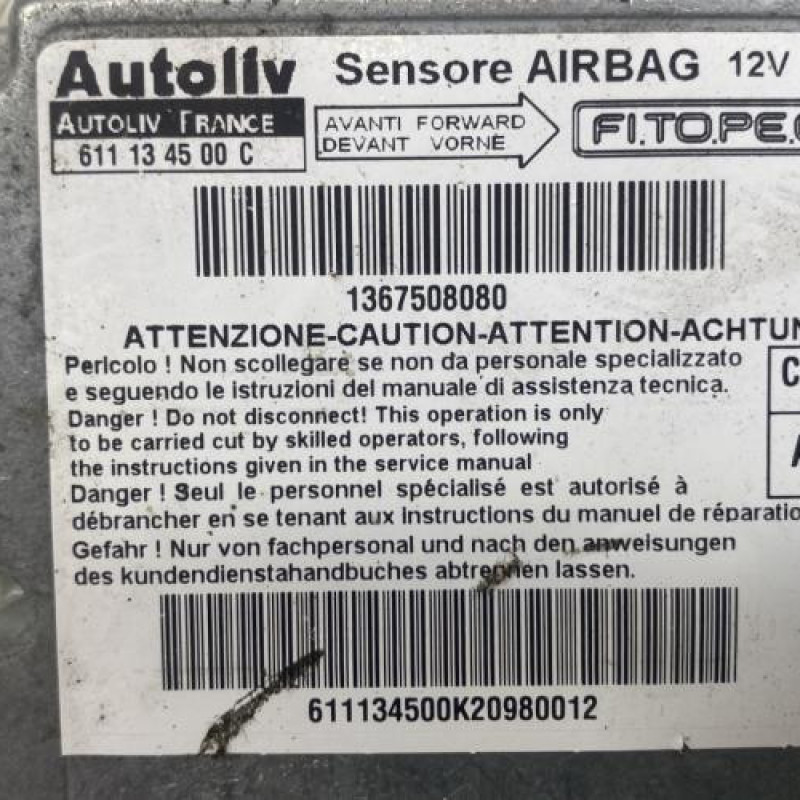 Autoliv Sensore AIRBAG 12V
AUTOLIV FRANCE
611 13 45 00 C
AVANTI FORWARD
DEVANT VORNE
FI.TO.PE.
1367508080
ATTENZIONE-CAUTION-ATTENTION-ACHTUN
Pericolo ! Non scollegare se non da personale specializzato
e seguendo le istruzioni del manuale di assistenza tecnica.
Danger ! Do not disconnect! This operation is only
to be carried cut by skilled operators, following
the instructions given in the service manual
Danger ! Seul le personnel spécialisé est autorisé à
débrancher en se tenant aux instructions du manuel de réparatio
Gefahr ! Nur von fachpersonal und nach den anweisungen
des kundendienstahandbuches abtrennen lassen.
C
A
611134500K20980012